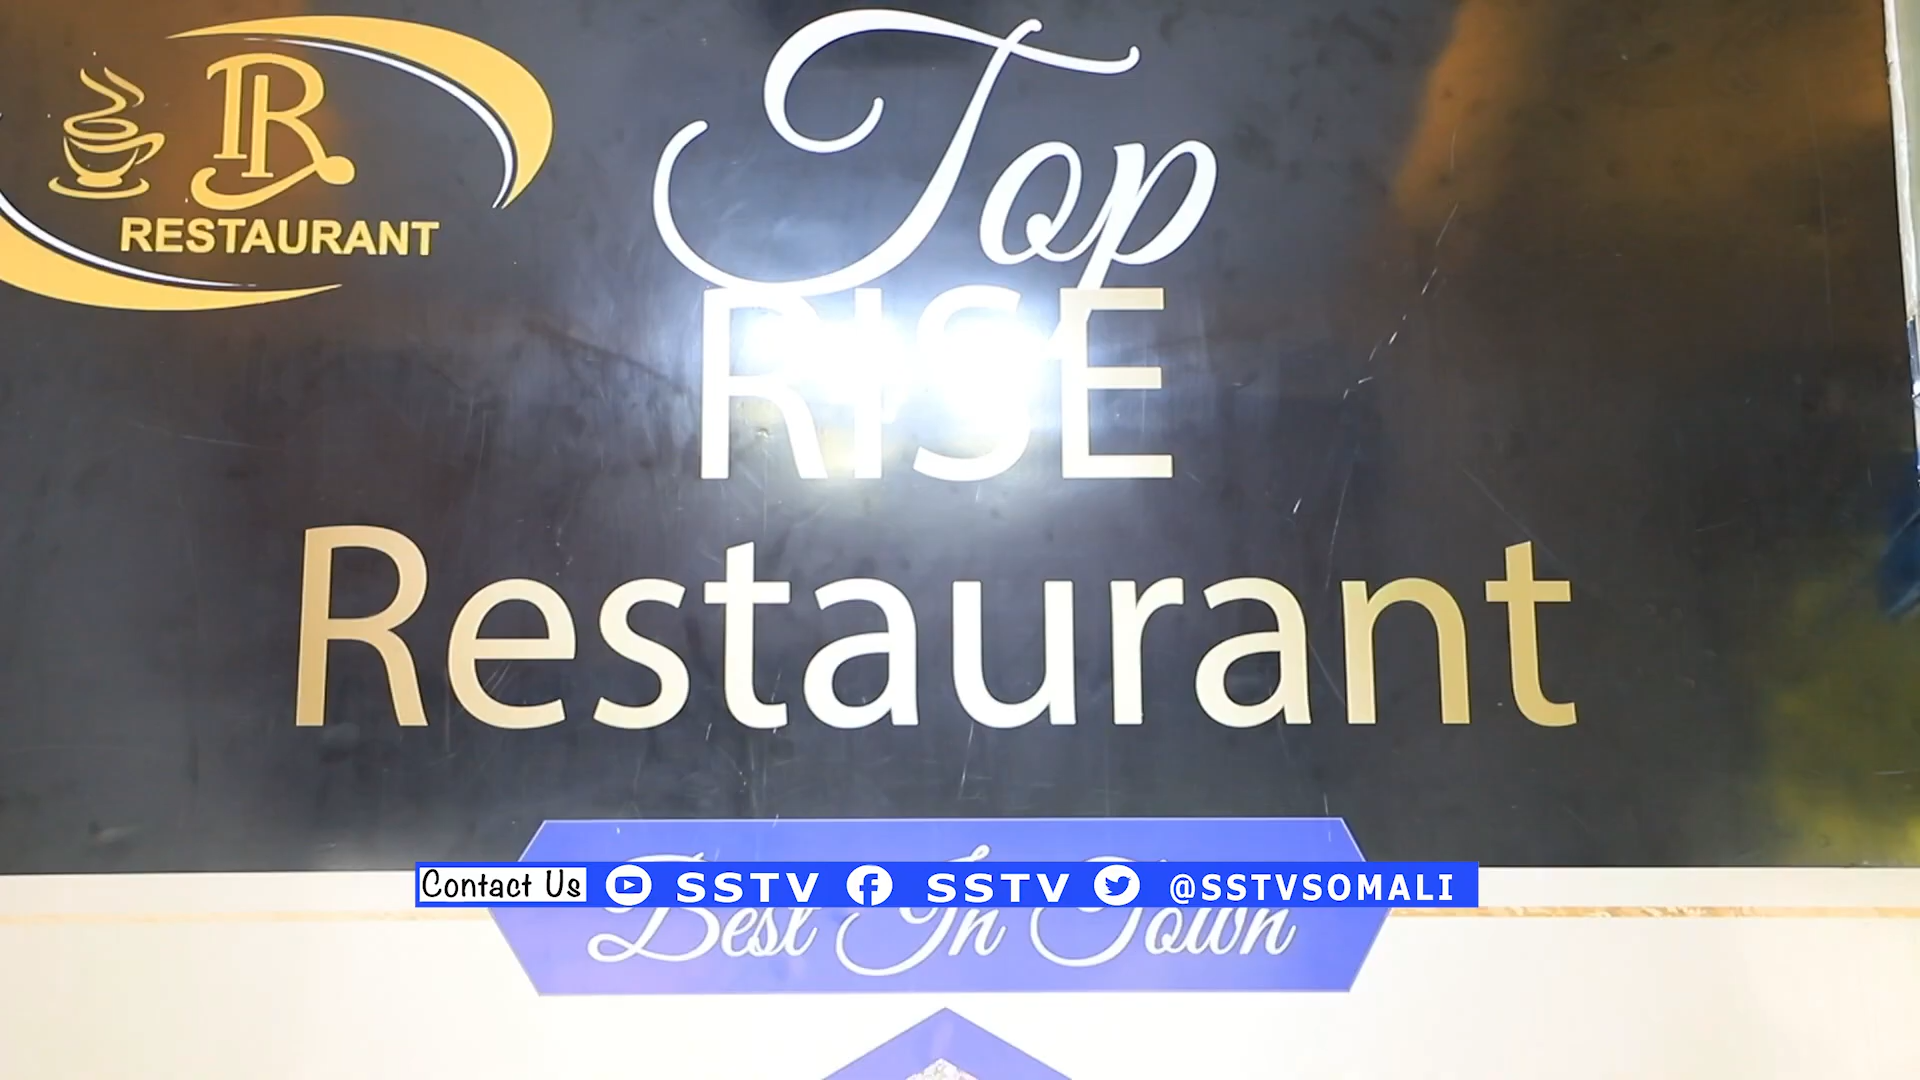 R
RESTAURANT
Top
RISE
Restaurant
Contact Us SSTV SSTV @SSTVSOMALI
Best In Town